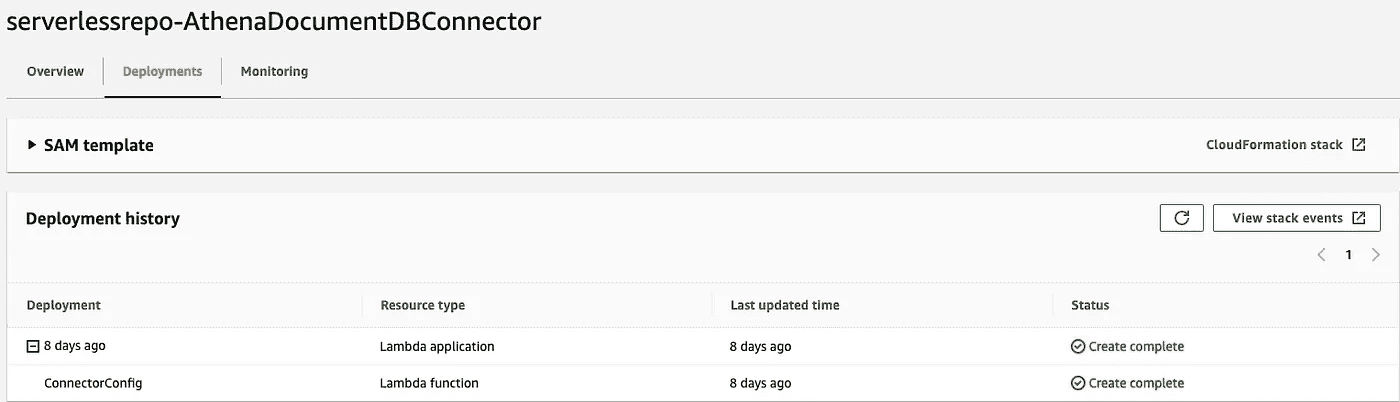 serverlessrepo-AthenaDocumentDBConnector
Overview Deployments Monitoring
SAM template CloudFormation stack
Deployment history View stack events
1
Deployment Resource type Last updated time Status
8 days ago Lambda application 8 days ago Create complete
ConnectorConfig Lambda function 8 days ago Create complete